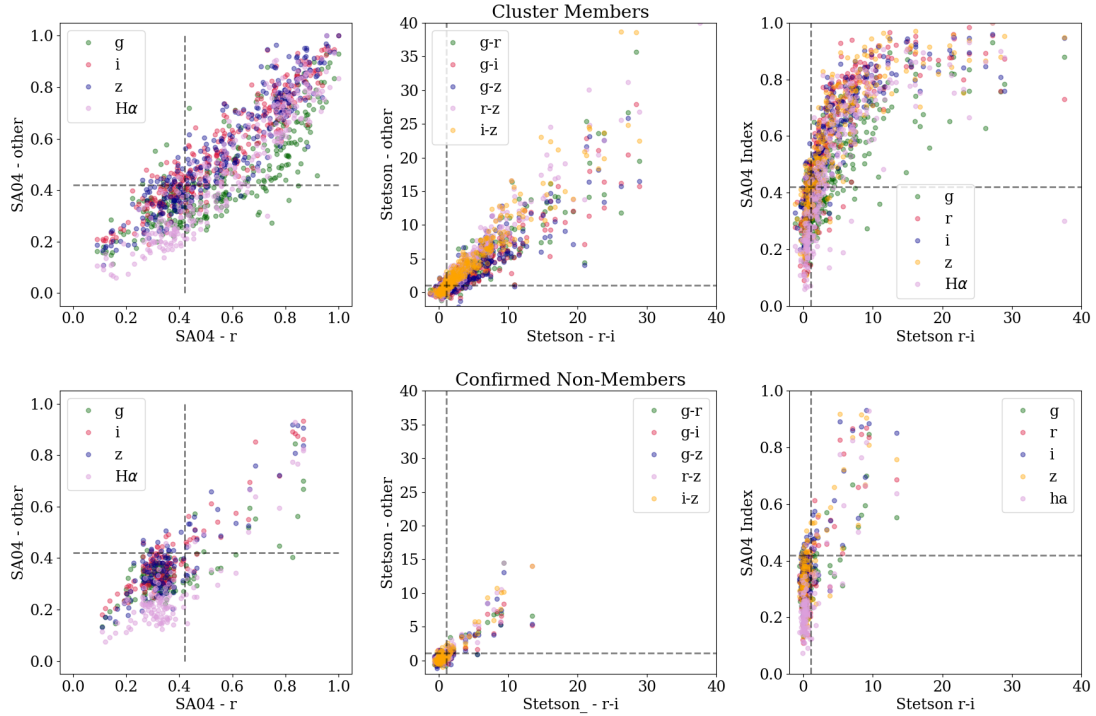 Cluster Members
SA04 - other
1.0
0.8
0.6
0.4
0.2
0.0
g
i
z
Hα
0.0 0.2 0.4 0.6 0.8 1.0
SA04 - r
Stetson - other
40
35
30
25
20
15
10
5
0
g-r
g-i
g-z
r-z
i-z
0 10 20 30 40
Stetson - r-i
SA04 Index
1.0
0.8
0.6
0.4
0.2
0.0
g
r
i
z
Hα
0 10 20 30 40
Stetson r-i
Confirmed Non-Members
SA04 - other
1.0
0.8
0.6
0.4
0.2
0.0
g
i
z
Hα
0.0 0.2 0.4 0.6 0.8 1.0
SA04 - r
Stetson - other
40
35
30
25
20
15
10
5
0
g-r
g-i
g-z
r-z
i-z
0 10 20 30 40
Stetson_ - r-i
SA04 Index
1.0
0.8
0.6
0.4
0.2
0.0
g
r
i
z
ha
0 10 20 30 40
Stetson r-i